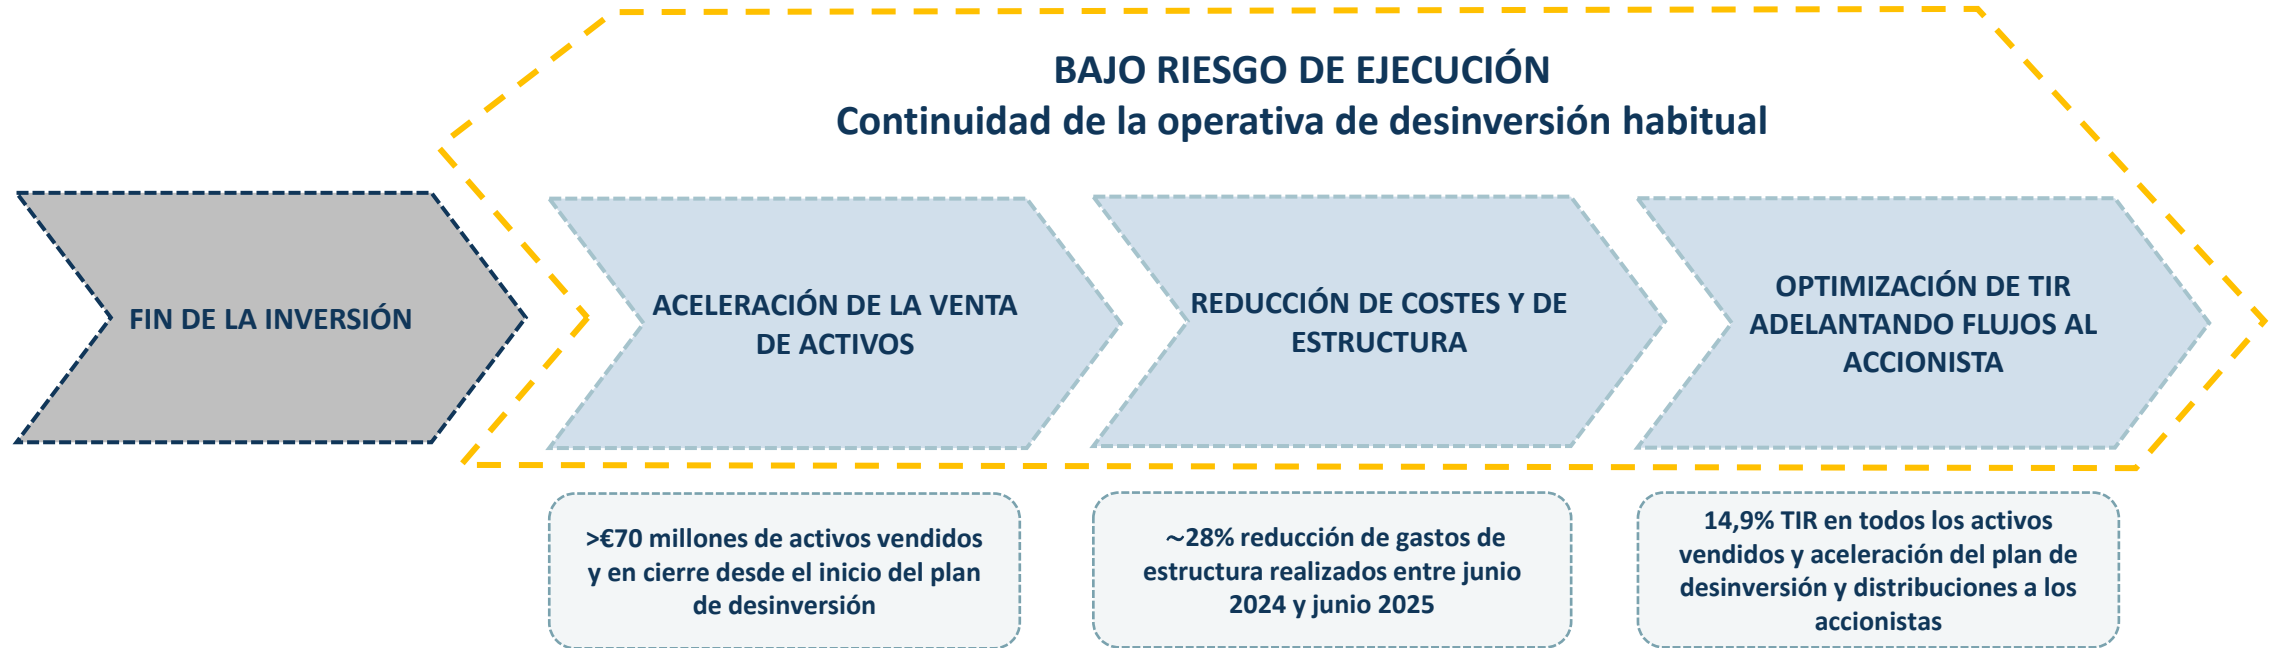 BAJO RIESGO DE EJECUCIÓN
Continuidad de la operativa de desinversión habitual
FIN DE LA INVERSIÓN
ACELERACIÓN DE LA VENTA
DE ACTIVOS
REDUCCIÓN DE COSTES Y DE
ESTRUCTURA
OPTIMIZACIÓN DE TIR
ADELANTANDO FLUJOS AL
ACCIONISTA
>€70 millones de activos vendidos
y en cierre desde el inicio del plan
de desinversión
~28% reducción de gastos de
estructura realizados entre junio
2024 y junio 2025
14,9% TIR en todos los activos
vendidos y aceleración del plan de
desinversión y distribuciones a los
accionistas